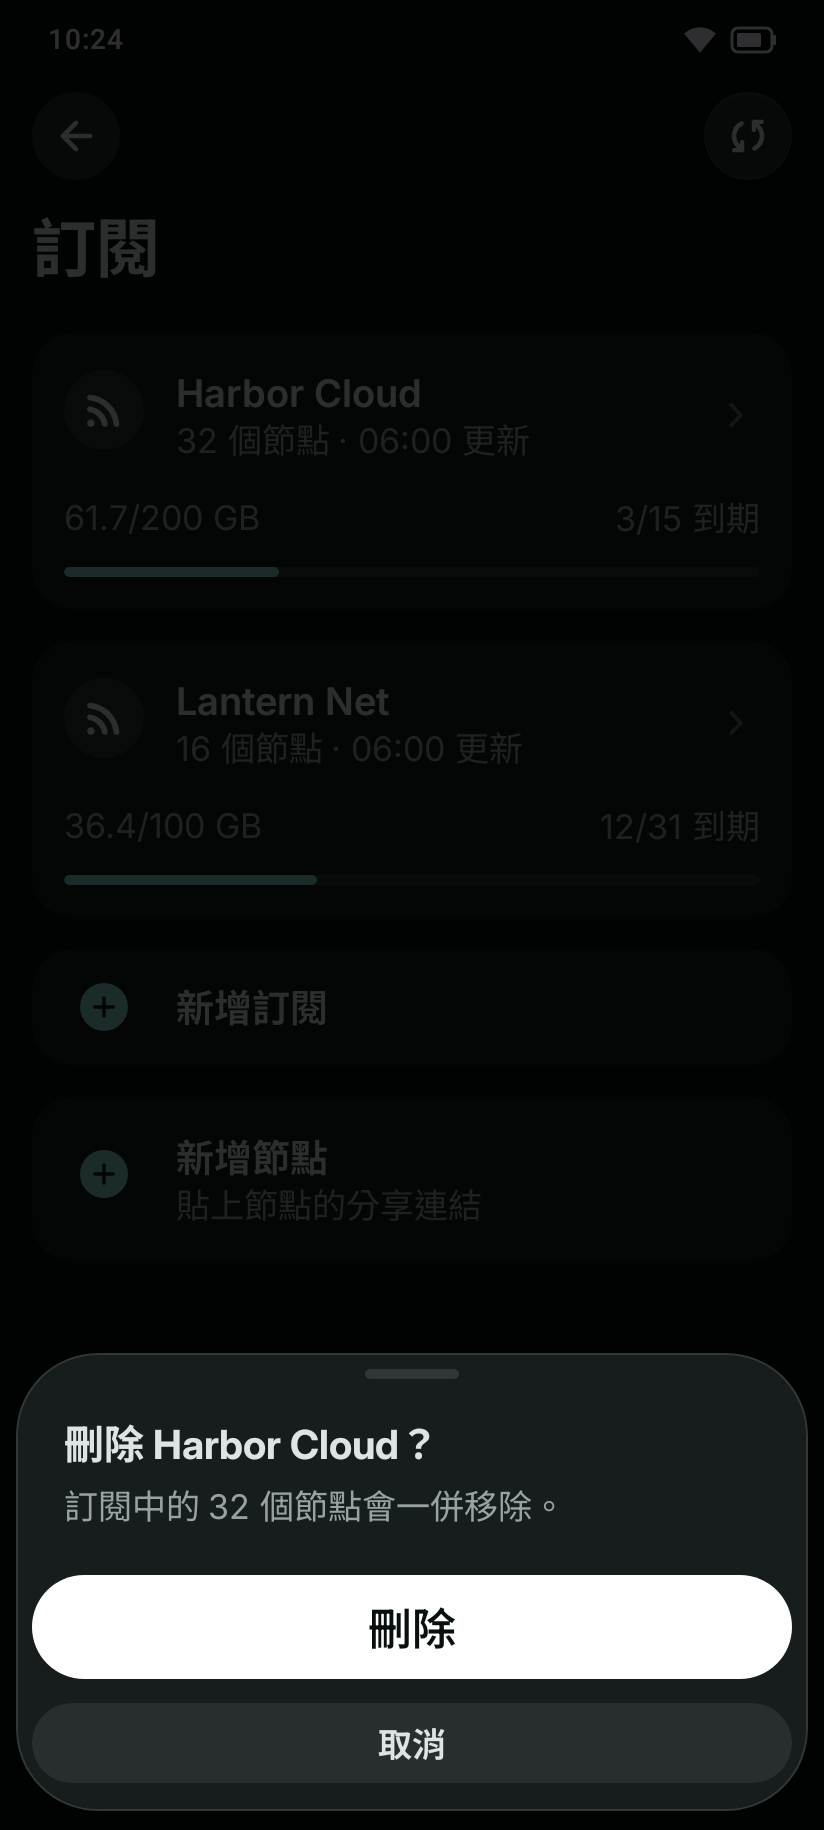 10:24
訂閱
Harbor Cloud
32 個節點 · 06:00 更新
61.7/200 GB
3/15 到期
Lantern Net
16 個節點 · 06:00 更新
36.4/100 GB
12/31 到期
新增訂閱
新增節點
貼上節點的分享連結
刪除 Harbor Cloud？
訂閱中的 32 個節點會一併移除。
刪除
取消